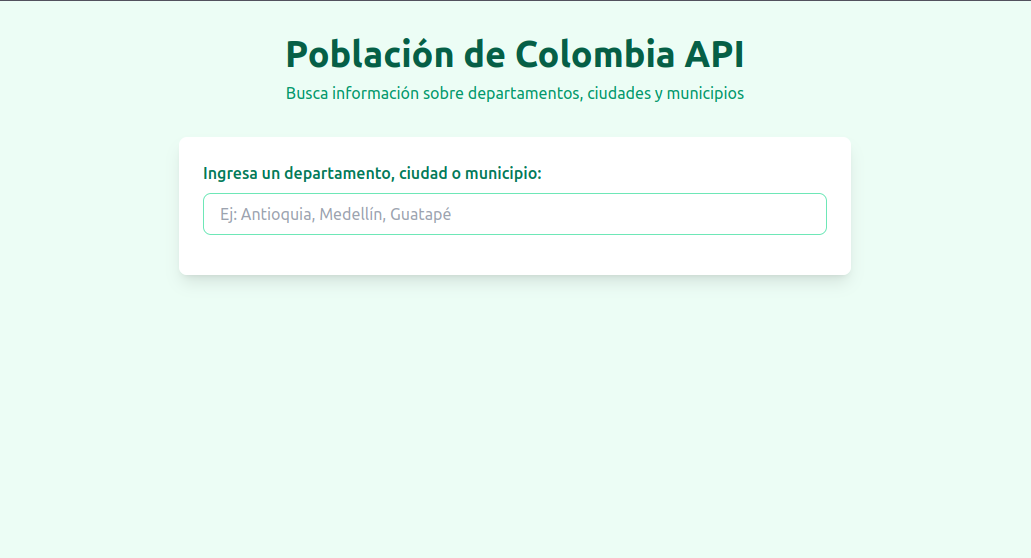 Población de Colombia API
Busca información sobre departamentos, ciudades y municipios
Ingresa un departamento, ciudad o municipio:
Ej: Antioquia, Medellín, Guatapé